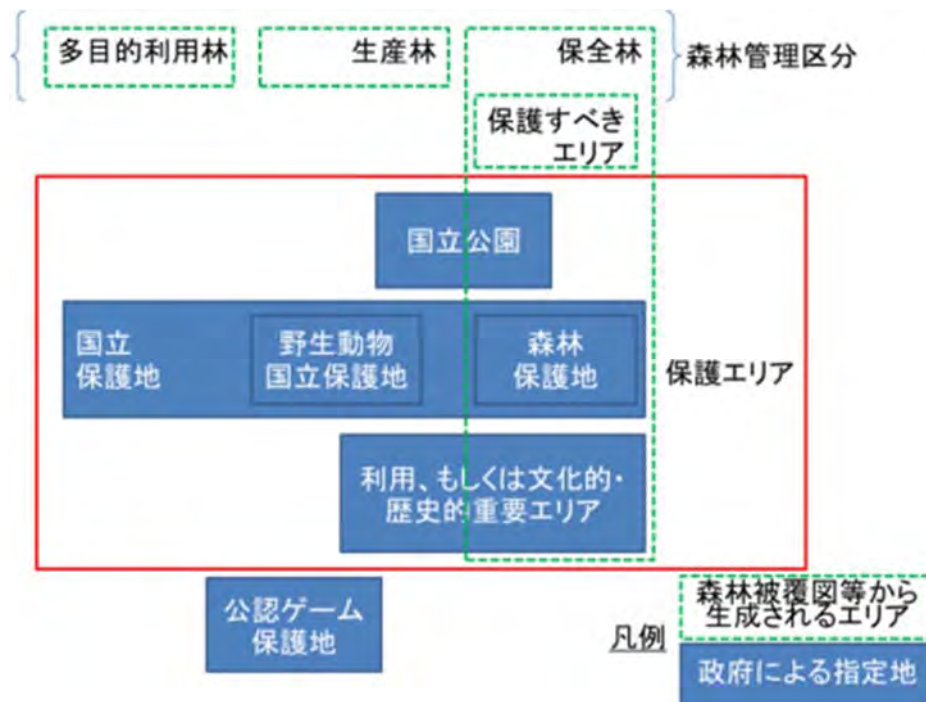 多目的利用林
生産林
保全林
森林管理区分
保護すべき
エリア
国立公園
国立
保護地
野生動物
国立保護地
森林
保護地
保護エリア
利用、もしくは文化的・
歴史的重要エリア
公認ゲーム
保護地
凡例
森林被覆図等から
生成されるエリア
政府による指定地